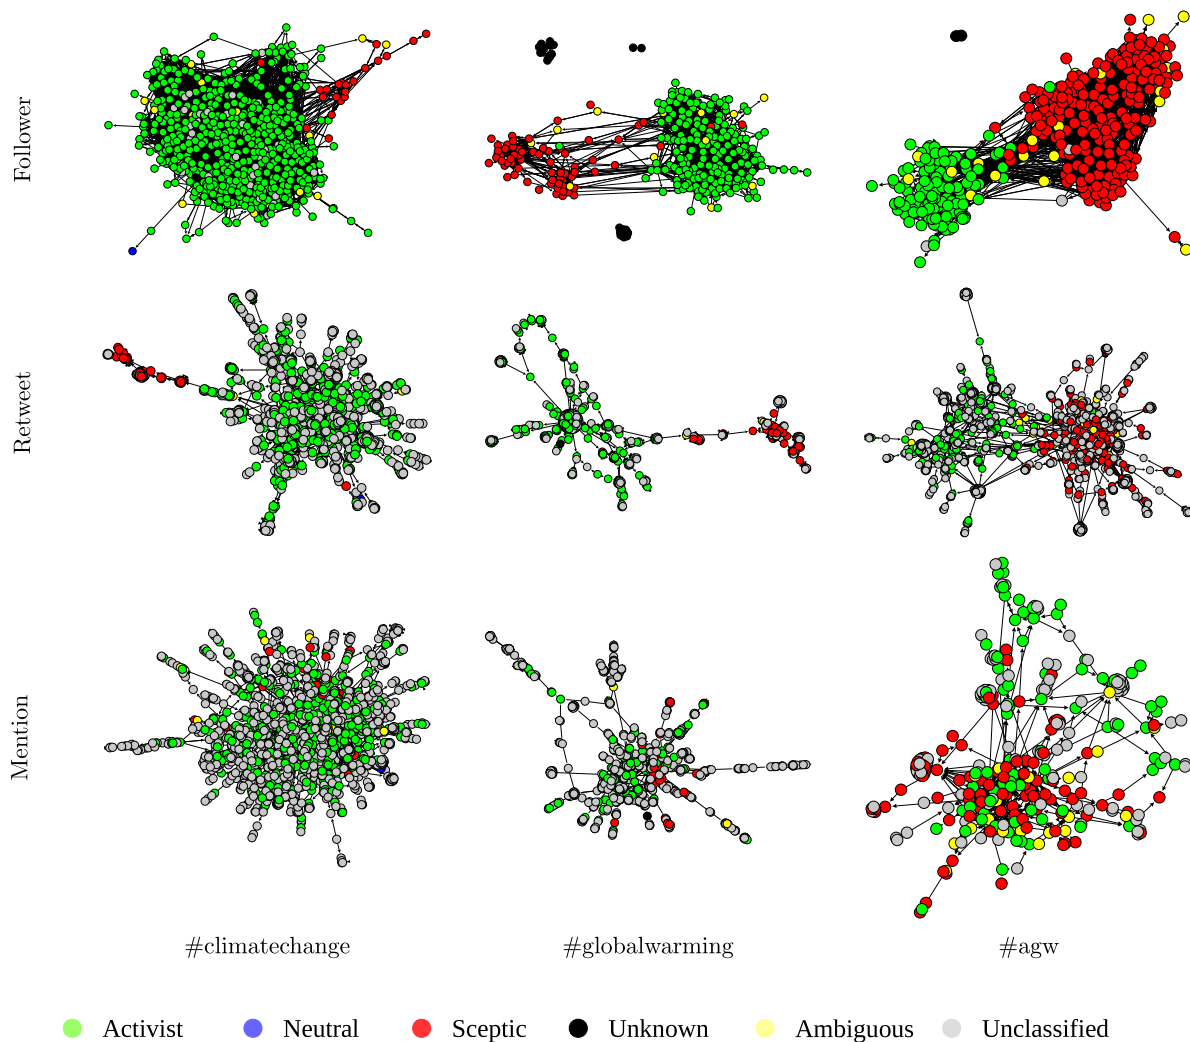 Follower
Retweet
Mention
#climatechange #globalwarming #agw
Activist Neutral Sceptic Unknown Ambiguous Unclassified